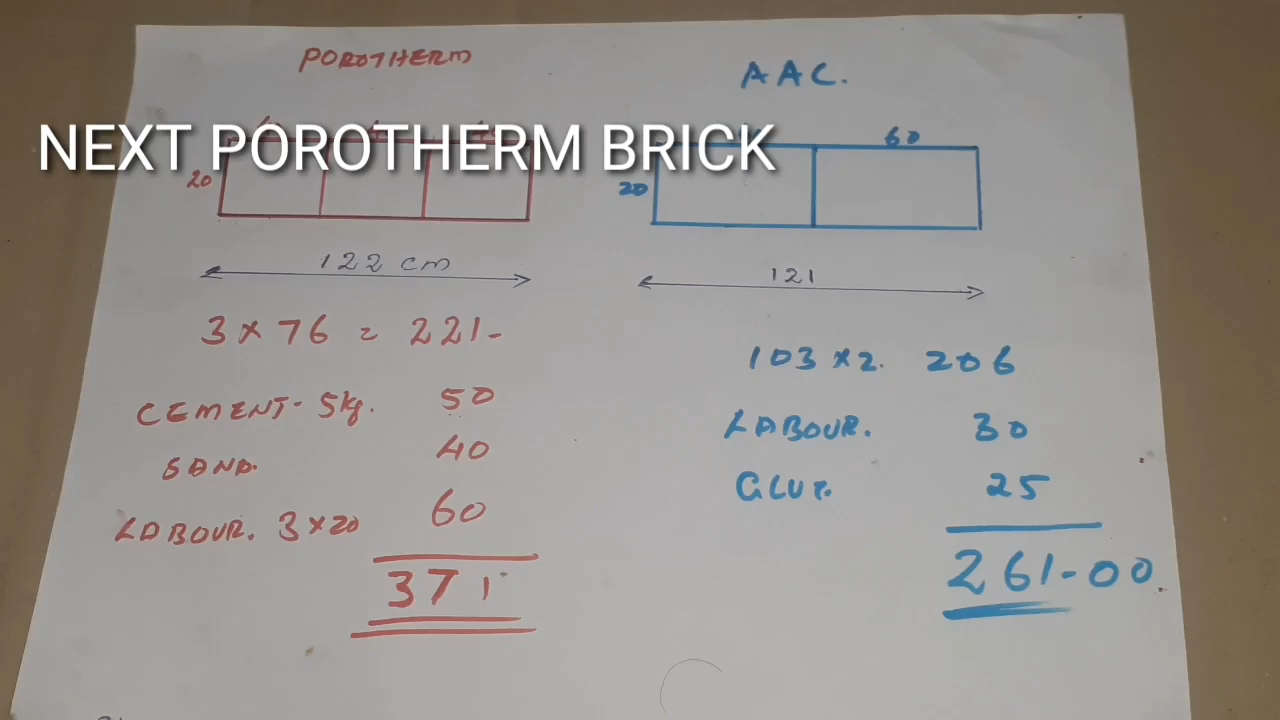 POROTHERM
AAC.
NEXT POROTHERM BRICK
60
20
20
122 cm
121
3 x 76 = 221-
103 x 2. 206
CEMENT - 5kg. 50
LABOUR. 30
SAND. 40
GLUE. 25
LABOUR. 3 x 20 60
371
261-00